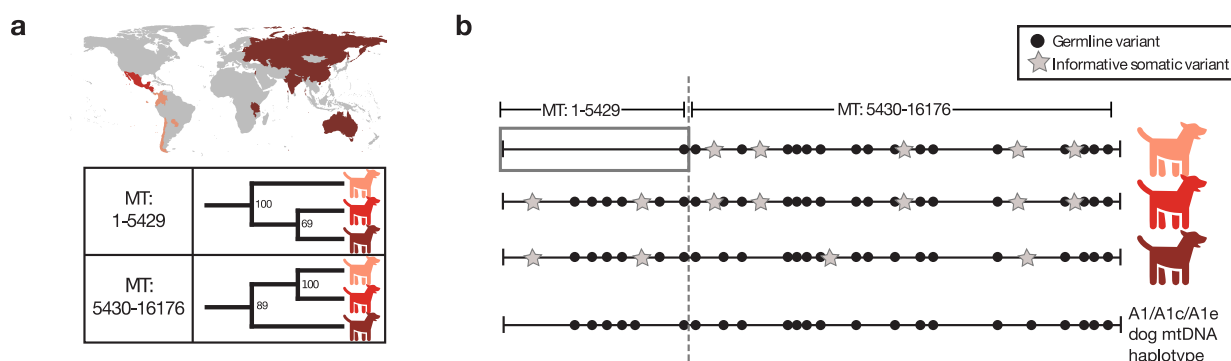 a
MT:
1-5429
100
69
MT:
5430-16176
100
89
b
Germline variant
Informative somatic variant
MT: 1-5429
MT: 5430-16176
A1/A1c/A1e
dog mtDNA
haplotype